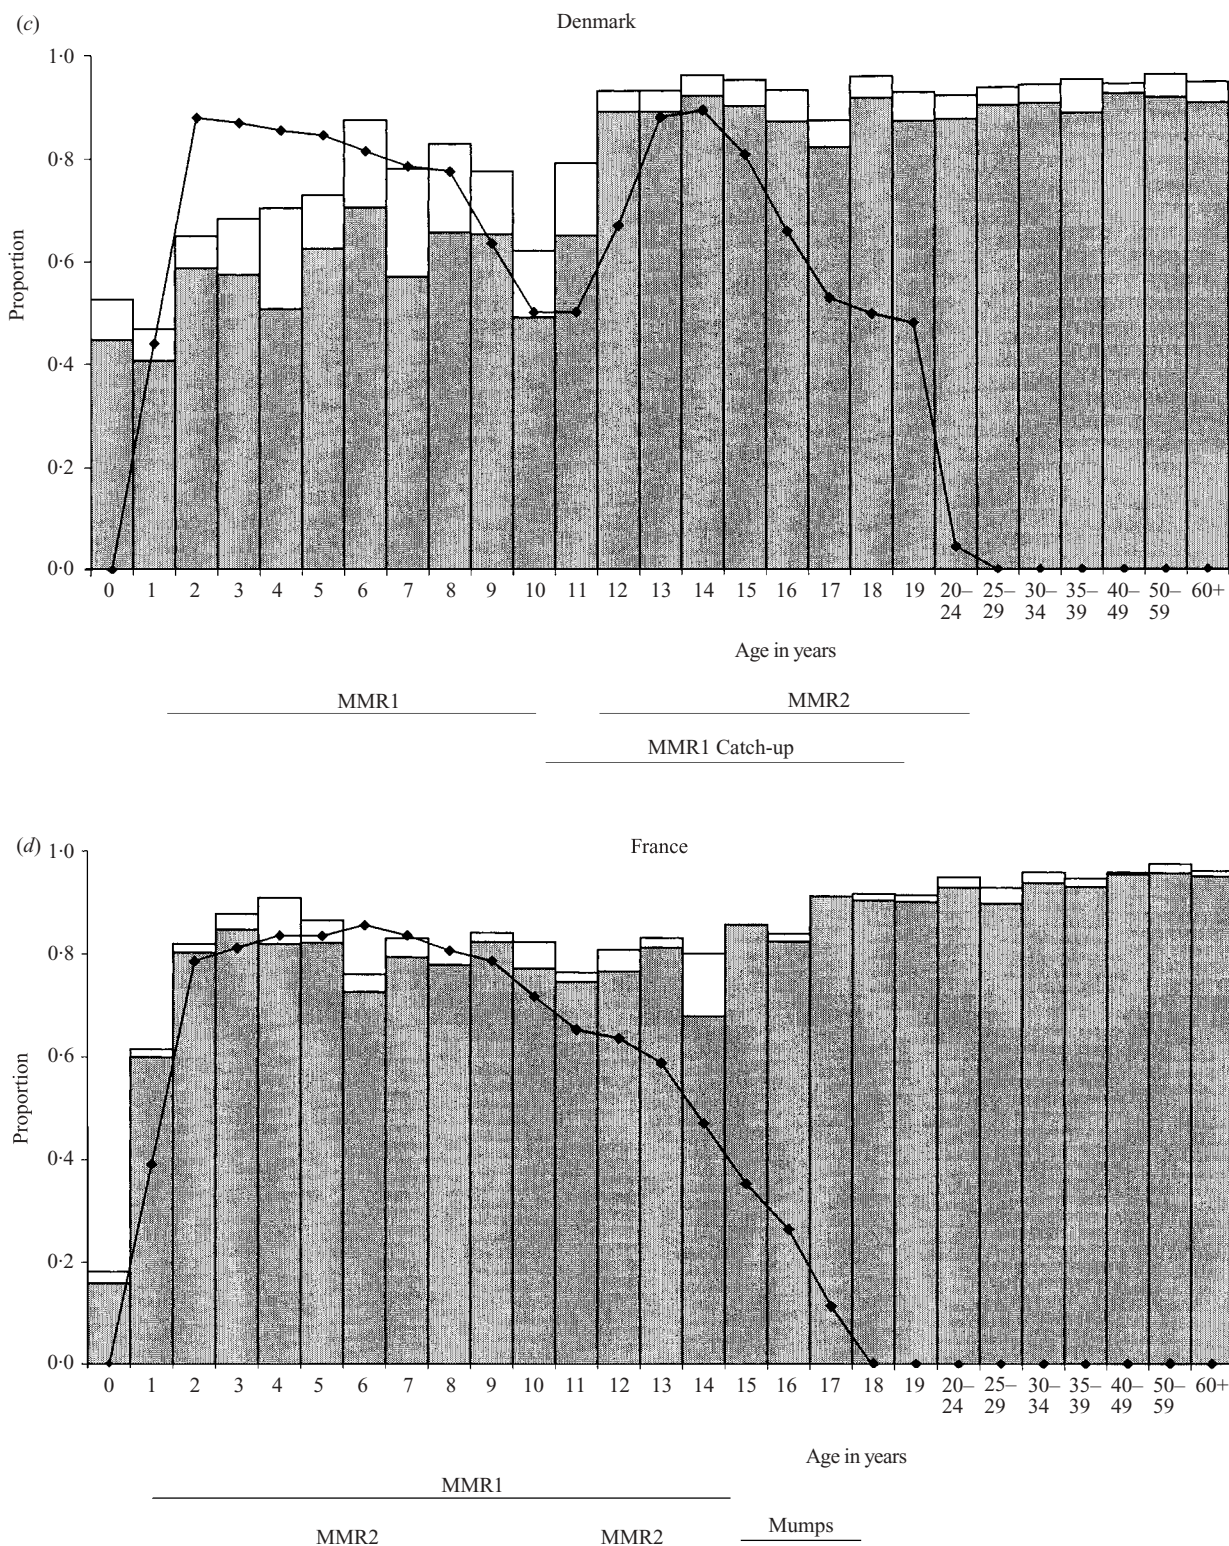 (c)
Denmark
1·0
0·8
0·6
0·4
0·2
0·0
Proportion
0 1 2 3 4 5 6 7 8 9 10 11 12 13 14 15 16 17 18 19 20–24 25–29 30–34 35–39 40–49 50–59 60+
Age in years
MMR1
MMR2
MMR1 Catch-up
(d)
France
1·0
0·8
0·6
0·4
0·2
0·0
Proportion
0 1 2 3 4 5 6 7 8 9 10 11 12 13 14 15 16 17 18 19 20–24 25–29 30–34 35–39 40–49 50–59 60+
Age in years
MMR1
MMR2
MMR2
Mumps